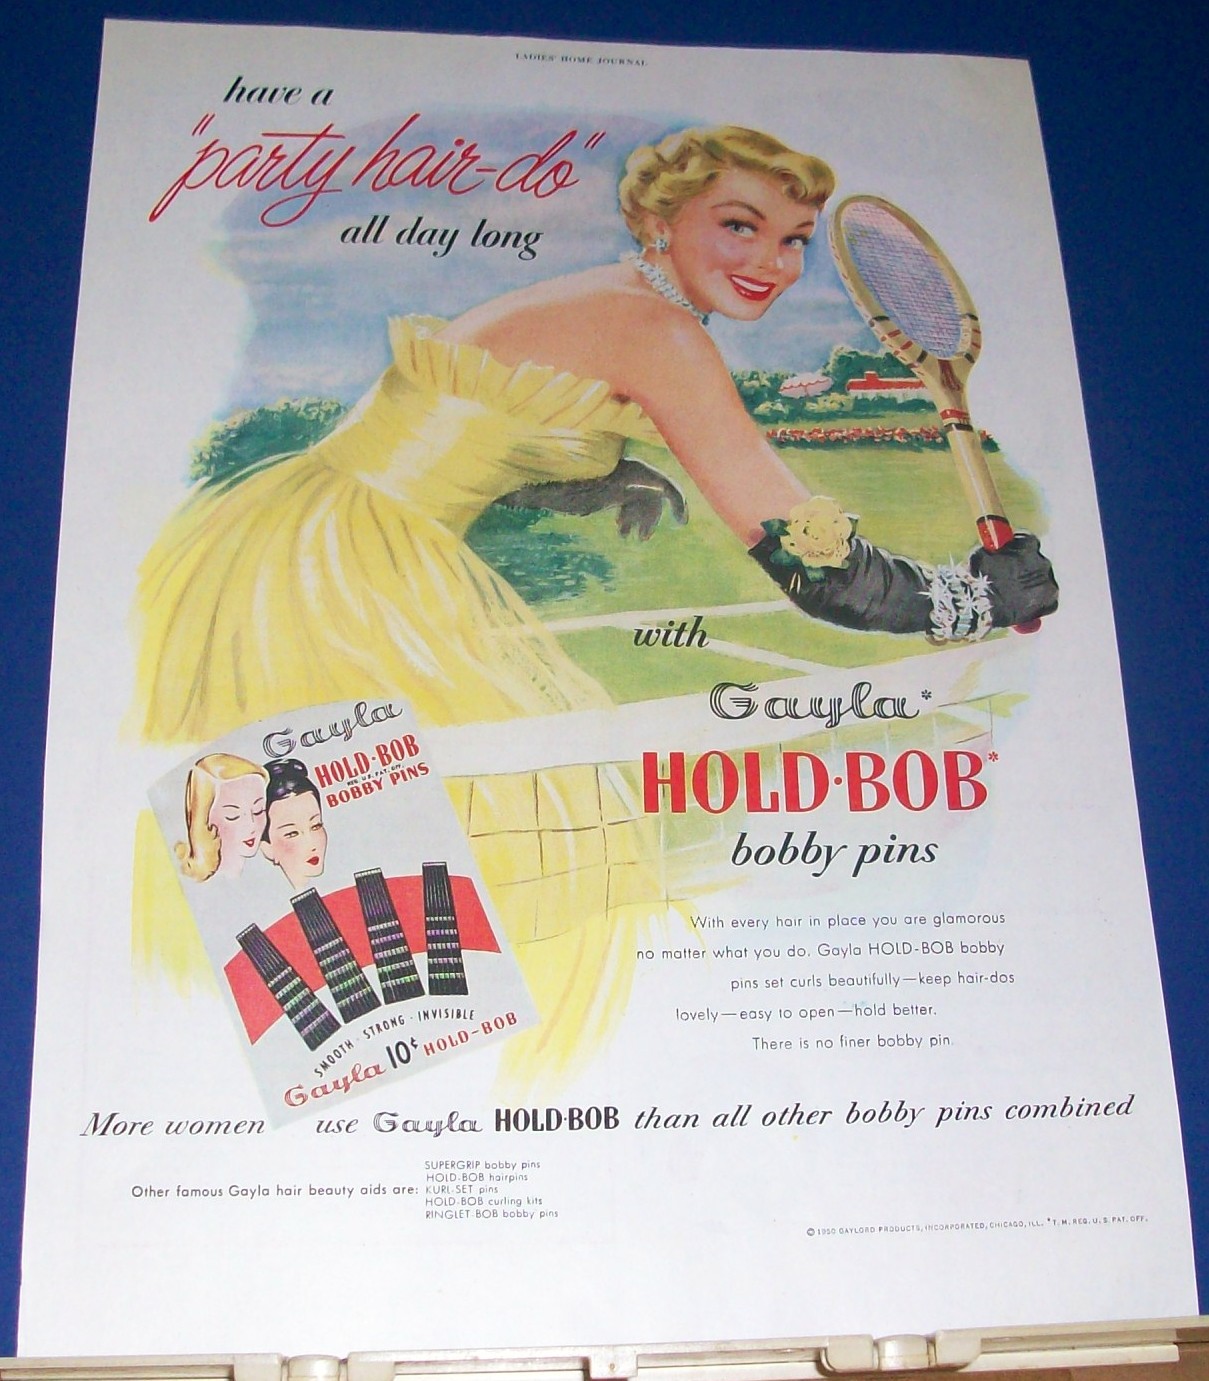 LADIES' HOME JOURNAL
have a
"party hair-do"
all day long
with
Gayla*
HOLD·BOB*
bobby pins
With every hair in place you are glamorous
no matter what you do. Gayla HOLD-BOB bobby
pins set curls beautifully—keep hair-dos
lovely—easy to open—hold better.
There is no finer bobby pin.
Gayla
HOLD·BOB
REG. U.S. PAT. OFF.
BOBBY PINS
SMOOTH · STRONG · INVISIBLE
Gayla 10¢ HOLD-BOB
More women use Gayla HOLD·BOB than all other bobby pins combined
Other famous Gayla hair beauty aids are:
SUPERGRIP bobby pins
HOLD-BOB hairpins
KURL-SET pins
HOLD-BOB curling kits
RINGLET-BOB bobby pins
© 1950 GAYLORD PRODUCTS, INCORPORATED, CHICAGO, ILL. *T. M. REG. U. S. PAT. OFF.